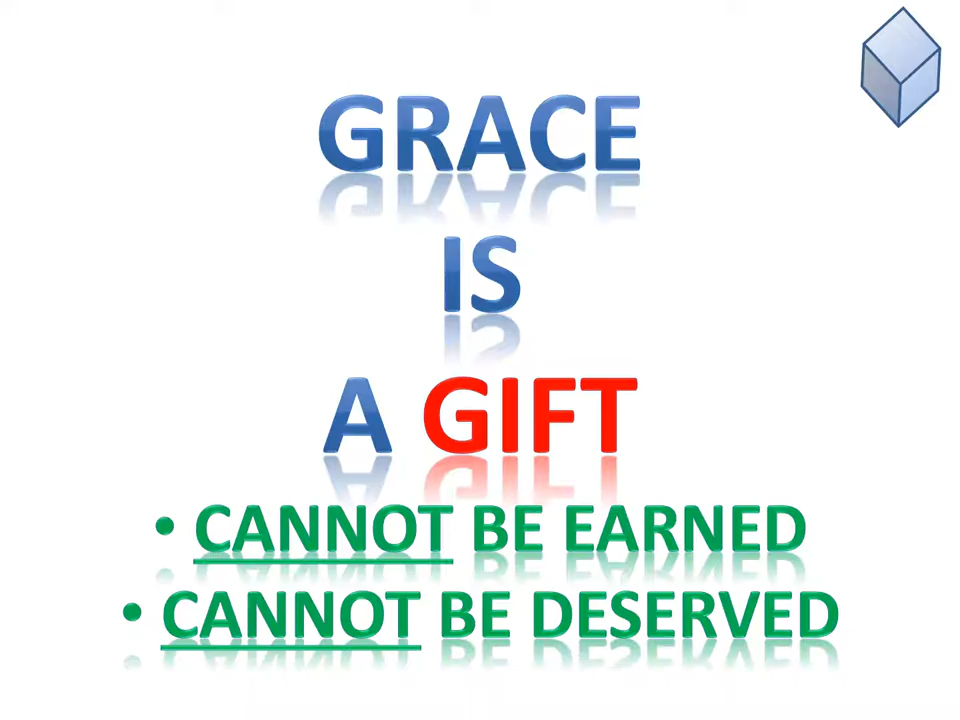 GRACE
IS
A GIFT
• CANNOT BE EARNED
• CANNOT BE DESERVED